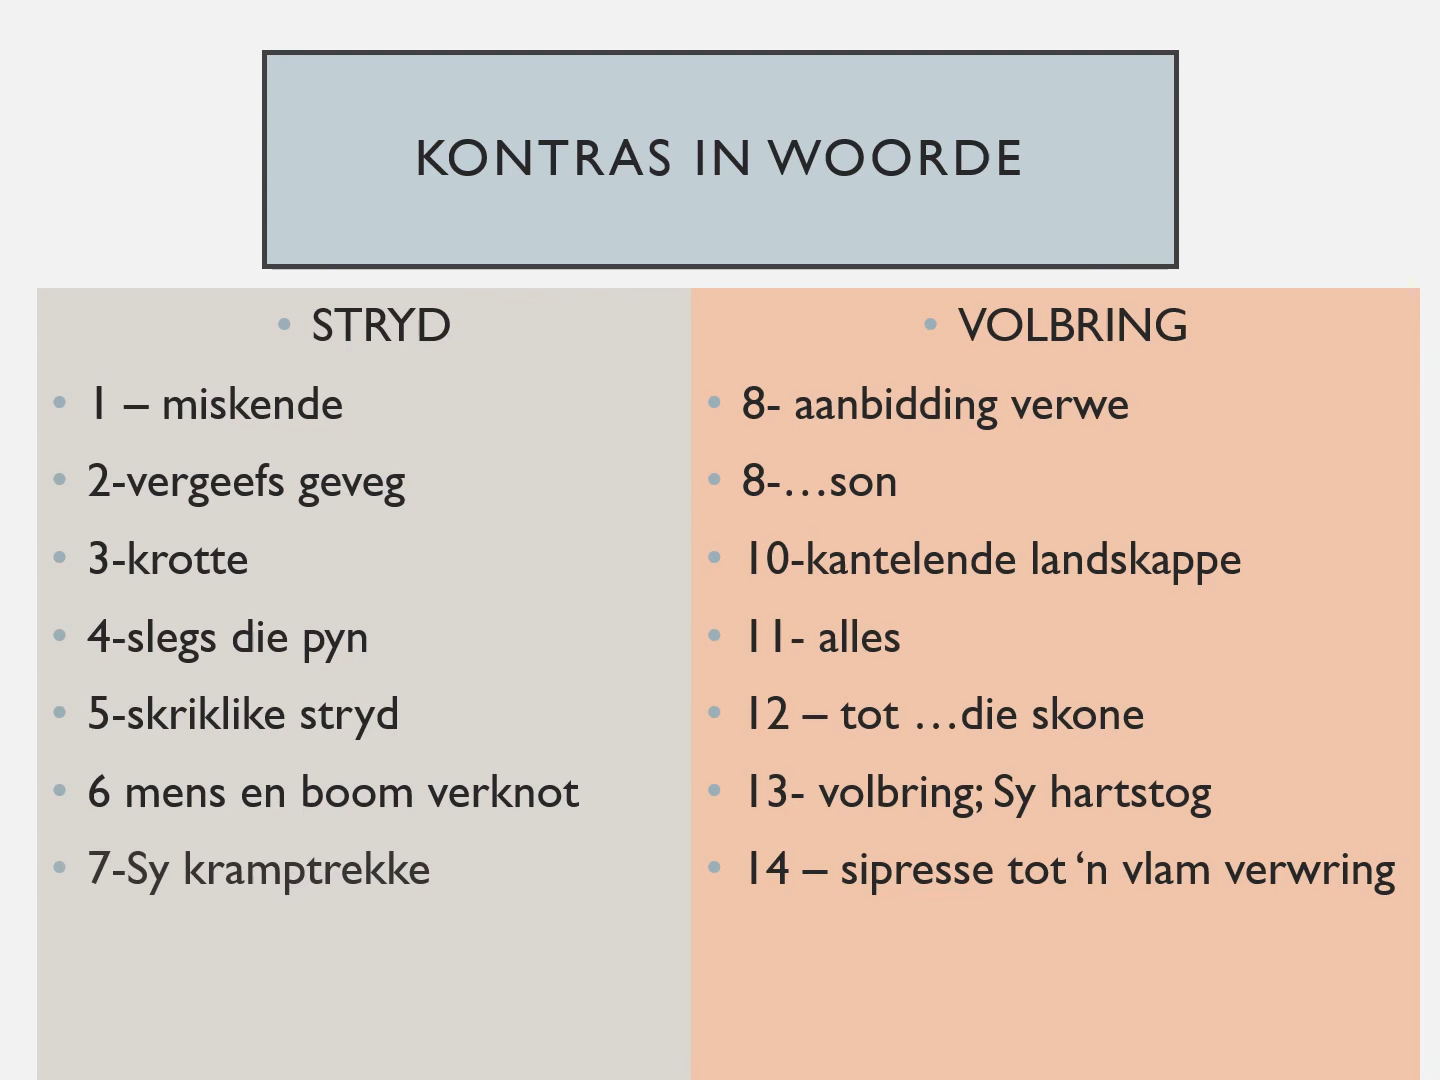 KONTRAS IN WOORDE
• STRYD
• 1 – miskende
• 2-vergeefs geveg
• 3-krotte
• 4-slegs die pyn
• 5-skriklike stryd
• 6 mens en boom verknot
• 7-Sy kramptrekke
• VOLBRING
• 8- aanbidding verwe
• 8-…son
• 10-kantelende landskappe
• 11- alles
• 12 – tot …die skone
• 13- volbring; Sy hartstog
• 14 – sipresse tot ‘n vlam verwring